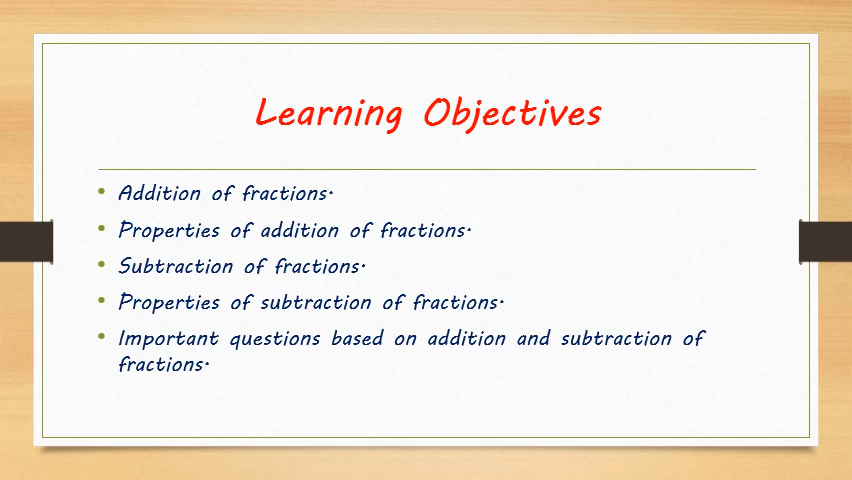 Learning Objectives
• Addition of fractions.
• Properties of addition of fractions.
• Subtraction of fractions.
• Properties of subtraction of fractions.
• Important questions based on addition and subtraction of
fractions.